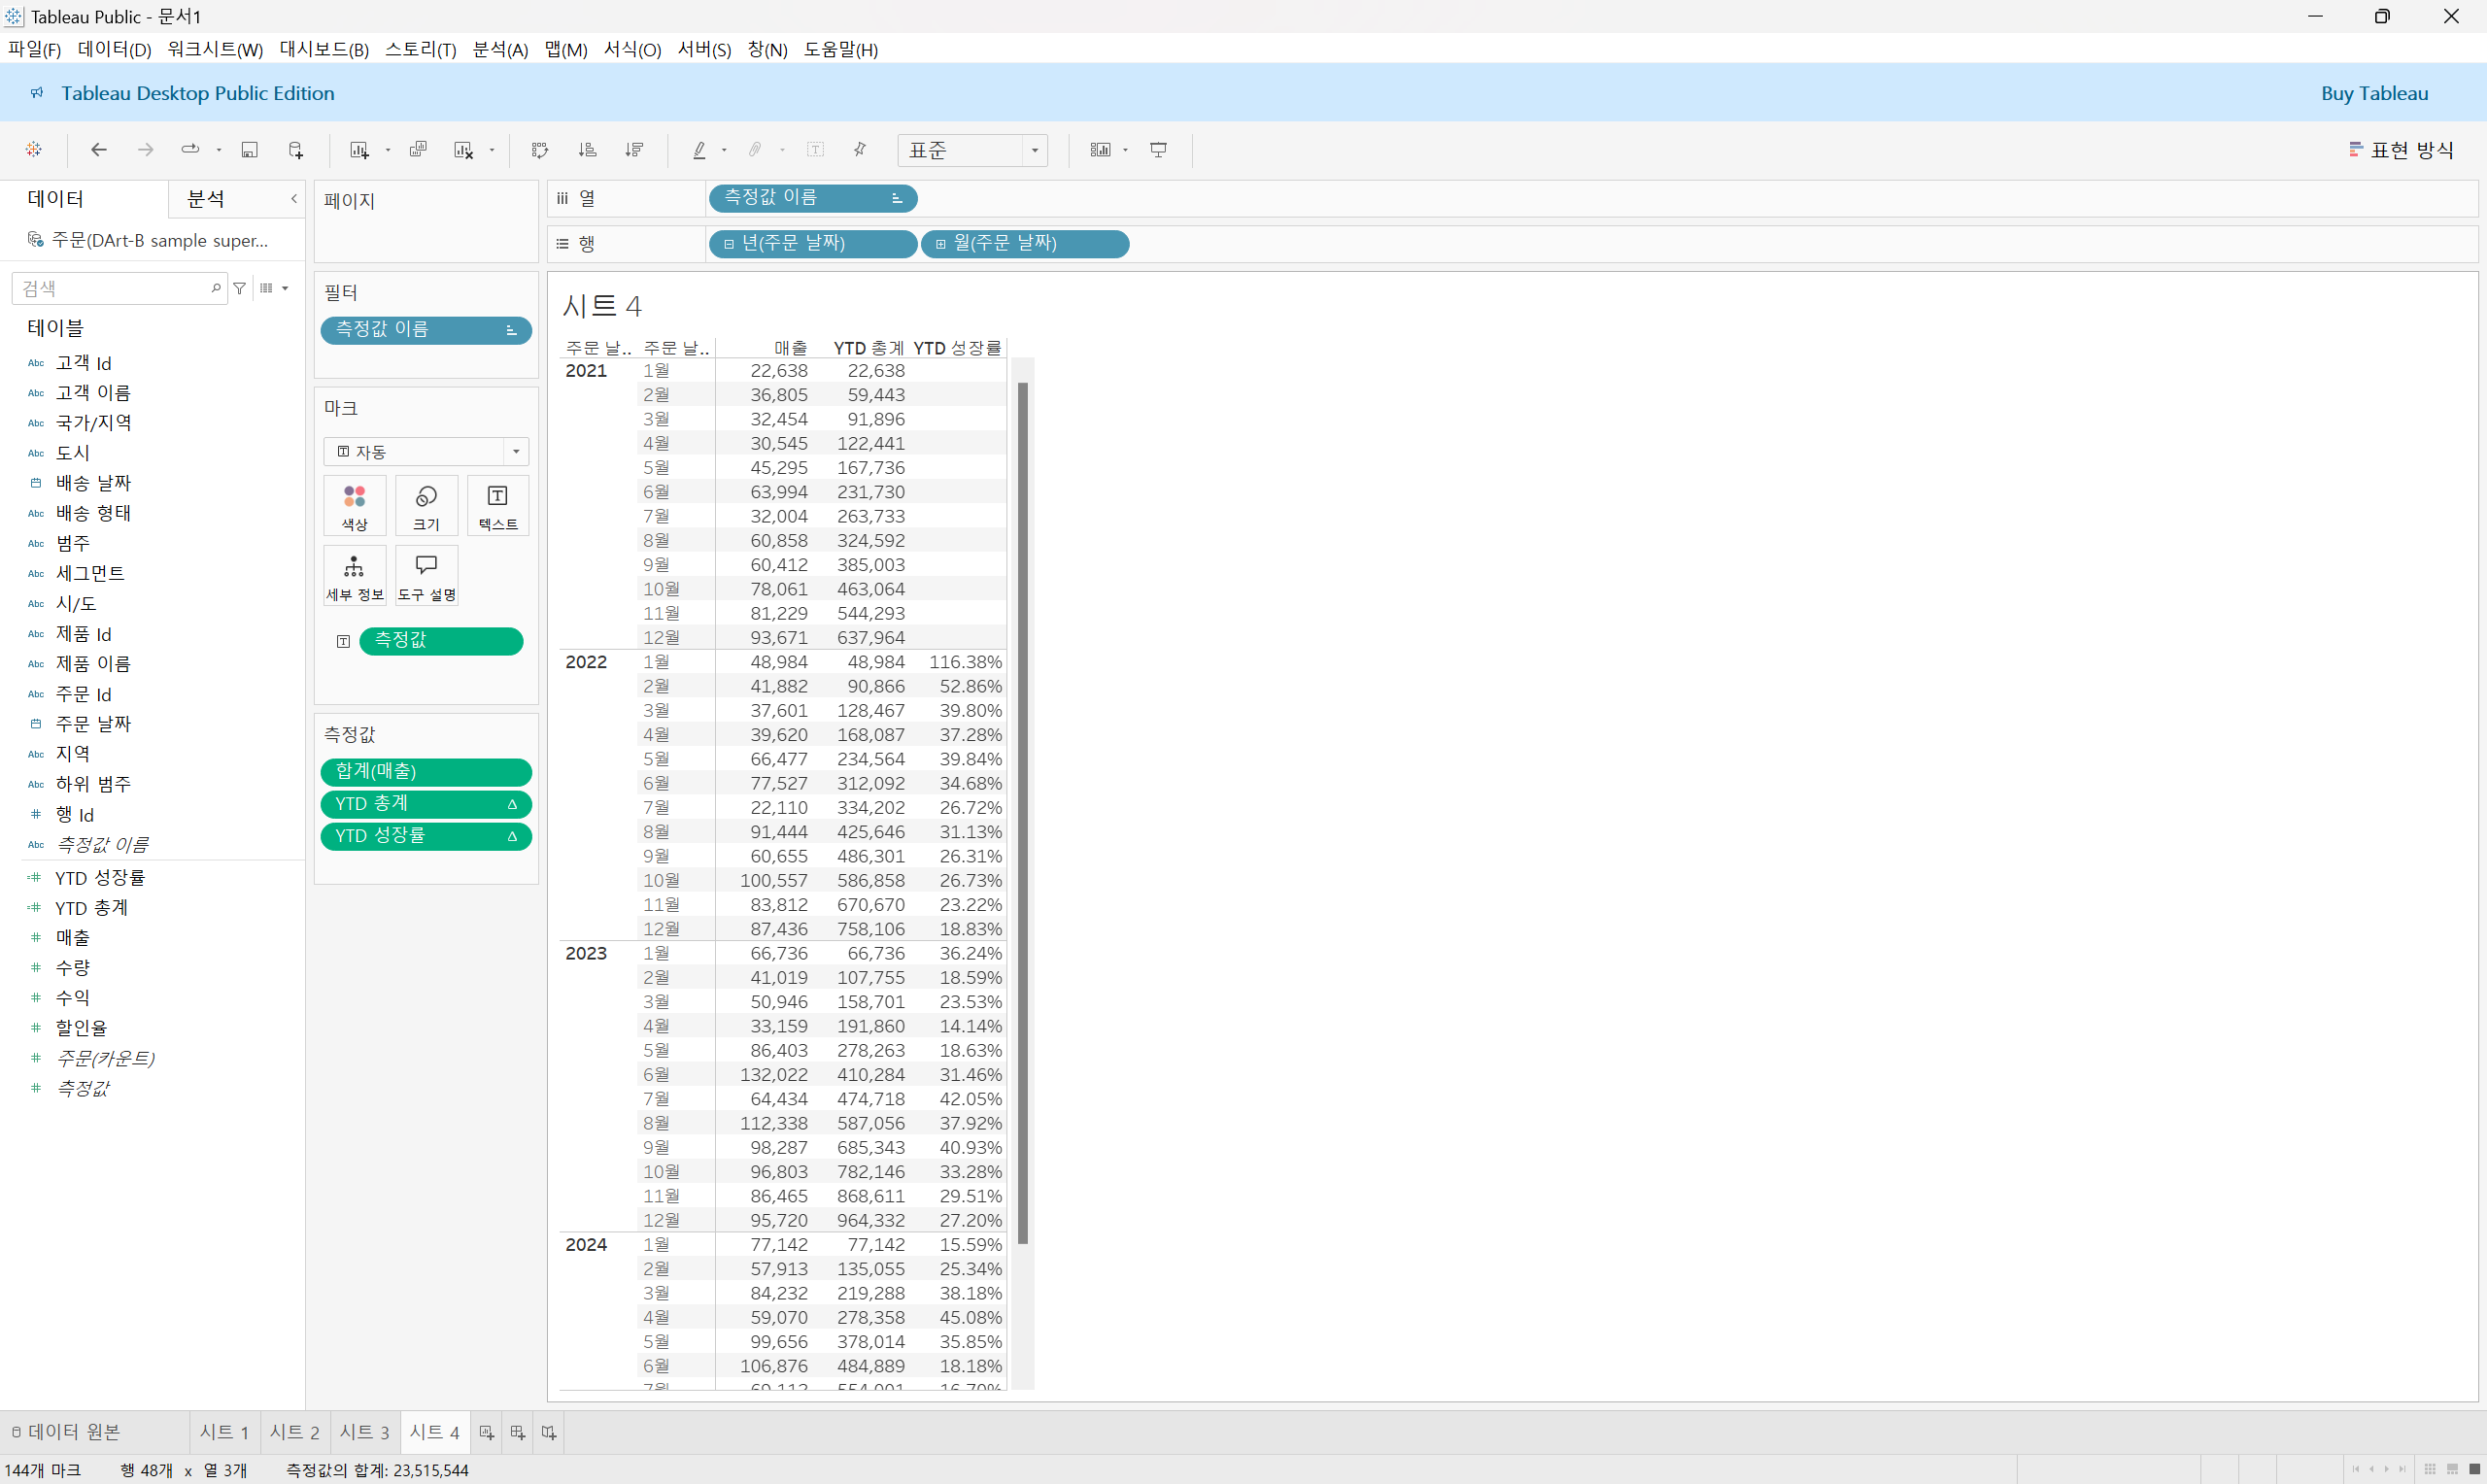 Tableau Public - 문서1
파일(F) 데이터(D) 워크시트(W) 대시보드(B) 스토리(T) 분석(A) 맵(M) 서식(O) 서버(S) 창(N) 도움말(H)
Tableau Desktop Public Edition
Buy Tableau
표준
표현 방식
데이터
분석
주문(DArt-B sample super...
검색
테이블
Abc 고객 Id
Abc 고객 이름
Abc 국가/지역
Abc 도시
배송 날짜
Abc 배송 형태
Abc 범주
Abc 세그먼트
Abc 시/도
Abc 제품 Id
Abc 제품 이름
Abc 주문 Id
주문 날짜
Abc 지역
Abc 하위 범주
# 행 Id
Abc 측정값 이름
=# YTD 성장률
=# YTD 총계
# 매출
# 수량
# 수익
# 할인율
# 주문(카운트)
# 측정값
페이지
필터
측정값 이름
마크
자동
색상 크기 텍스트
세부 정보 도구 설명
측정값
측정값
합계(매출)
YTD 총계
YTD 성장률
열 측정값 이름
행 년(주문 날짜) 월(주문 날짜)
시트 4
주문 날.. 주문 날.. 매출 YTD 총계 YTD 성장률
2021 1월 22,638 22,638
2월 36,805 59,443
3월 32,454 91,896
4월 30,545 122,441
5월 45,295 167,736
6월 63,994 231,730
7월 32,004 263,733
8월 60,858 324,592
9월 60,412 385,003
10월 78,061 463,064
11월 81,229 544,293
12월 93,671 637,964
2022 1월 48,984 48,984 116.38%
2월 41,882 90,866 52.86%
3월 37,601 128,467 39.80%
4월 39,620 168,087 37.28%
5월 66,477 234,564 39.84%
6월 77,527 312,092 34.68%
7월 22,110 334,202 26.72%
8월 91,444 425,646 31.13%
9월 60,655 486,301 26.31%
10월 100,557 586,858 26.73%
11월 83,812 670,670 23.22%
12월 87,436 758,106 18.83%
2023 1월 66,736 66,736 36.24%
2월 41,019 107,755 18.59%
3월 50,946 158,701 23.53%
4월 33,159 191,860 14.14%
5월 86,403 278,263 18.63%
6월 132,022 410,284 31.46%
7월 64,434 474,718 42.05%
8월 112,338 587,056 37.92%
9월 98,287 685,343 40.93%
10월 96,803 782,146 33.28%
11월 86,465 868,611 29.51%
12월 95,720 964,332 27.20%
2024 1월 77,142 77,142 15.59%
2월 57,913 135,055 25.34%
3월 84,232 219,288 38.18%
4월 59,070 278,358 45.08%
5월 99,656 378,014 35.85%
6월 106,876 484,889 18.18%
데이터 원본 시트 1 시트 2 시트 3 시트 4
144개 마크 행 48개 x 열 3개 측정값의 합계: 23,515,544